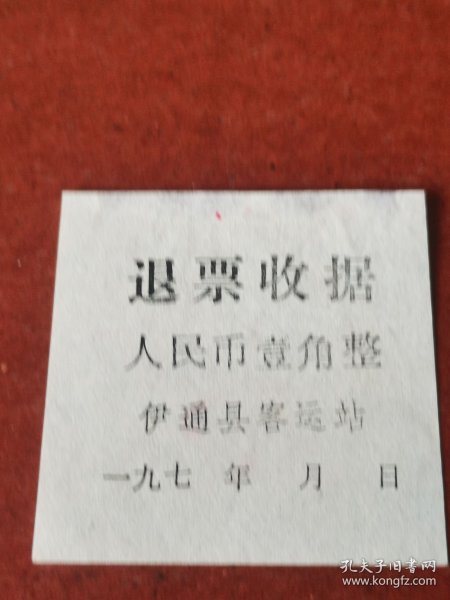 退票收据
人民币壹角整
伊通县客运站
一九七 年 月 日
孔夫子旧书网
www.kongfz.com